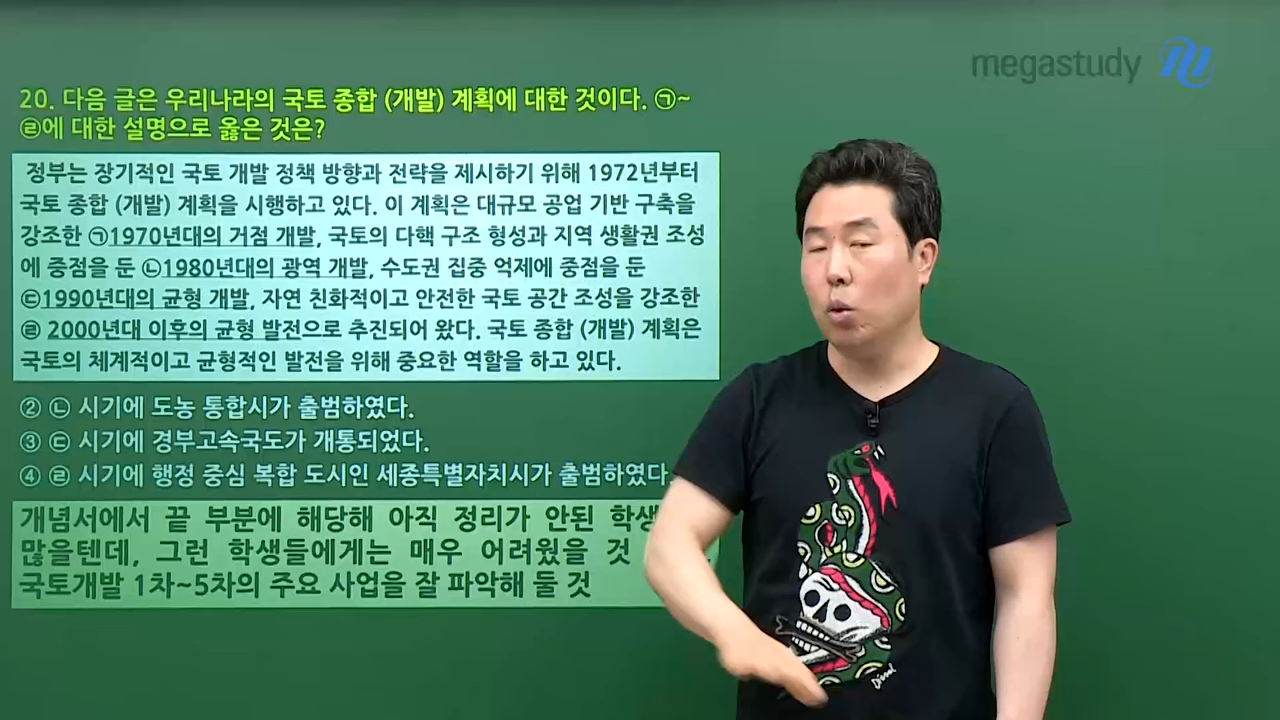 megastudy
20. 다음 글은 우리나라의 국토 종합 (개발) 계획에 대한 것이다. ㉠~
㉣에 대한 설명으로 옳은 것은?
정부는 장기적인 국토 개발 정책 방향과 전략을 제시하기 위해 1972년부터
국토 종합 (개발) 계획을 시행하고 있다. 이 계획은 대규모 공업 기반 구축을
강조한 ㉠1970년대의 거점 개발, 국토의 다핵 구조 형성과 지역 생활권 조성
에 중점을 둔 ㉡1980년대의 광역 개발, 수도권 집중 억제에 중점을 둔
㉢1990년대의 균형 개발, 자연 친화적이고 안전한 국토 공간 조성을 강조한
㉣ 2000년대 이후의 균형 발전으로 추진되어 왔다. 국토 종합 (개발) 계획은
국토의 체계적이고 균형적인 발전을 위해 중요한 역할을 하고 있다.
② ㉡ 시기에 도농 통합시가 출범하였다.
③ ㉢ 시기에 경부고속국도가 개통되었다.
④ ㉣ 시기에 행정 중심 복합 도시인 세종특별자치시가 출범하였다.
개념서에서 끝 부분에 해당해 아직 정리가 안된 학생
많을텐데, 그런 학생들에게는 매우 어려웠을 것
국토개발 1차~5차의 주요 사업을 잘 파악해 둘 것
Diesel